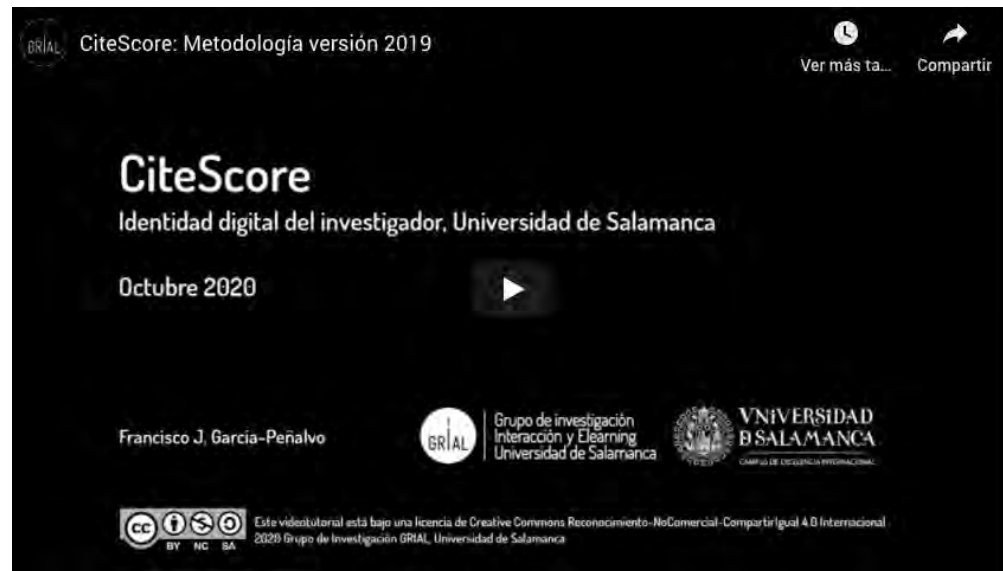 GRIAL
CiteScore: Metodología versión 2019
Ver más ta...
Compartir
CiteScore
Identidad digital del investigador, Universidad de Salamanca
Octubre 2020
Francisco J. García-Peñalvo
GRIAL
Grupo de investigación
Interacción y Elearning
Universidad de Salamanca
VNiVERSiDAD
D SALAMANCA
CAMPUS DE EXCELENCIA INTERNACIONAL
cc
BY NC SA
Este videotutorial está bajo una licencia de Creative Commons Reconocimiento-NoComercial-CompartirIgual 4.0 Internacional
2020 Grupo de Investigación GRIAL, Universidad de Salamanca